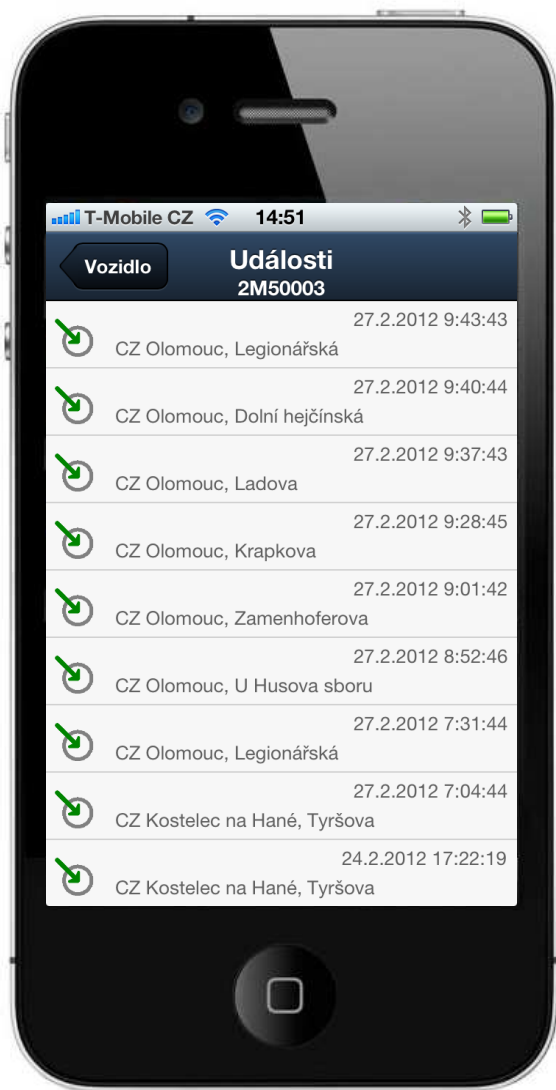 T-Mobile CZ 14:51
Vozidlo
Události
2M50003
27.2.2012 9:43:43
CZ Olomouc, Legionářská
27.2.2012 9:40:44
CZ Olomouc, Dolní hejčínská
27.2.2012 9:37:43
CZ Olomouc, Ladova
27.2.2012 9:28:45
CZ Olomouc, Krapkova
27.2.2012 9:01:42
CZ Olomouc, Zamenhoferova
27.2.2012 8:52:46
CZ Olomouc, U Husova sboru
27.2.2012 7:31:44
CZ Olomouc, Legionářská
27.2.2012 7:04:44
CZ Kostelec na Hané, Tyršova
24.2.2012 17:22:19
CZ Kostelec na Hané, Tyršova